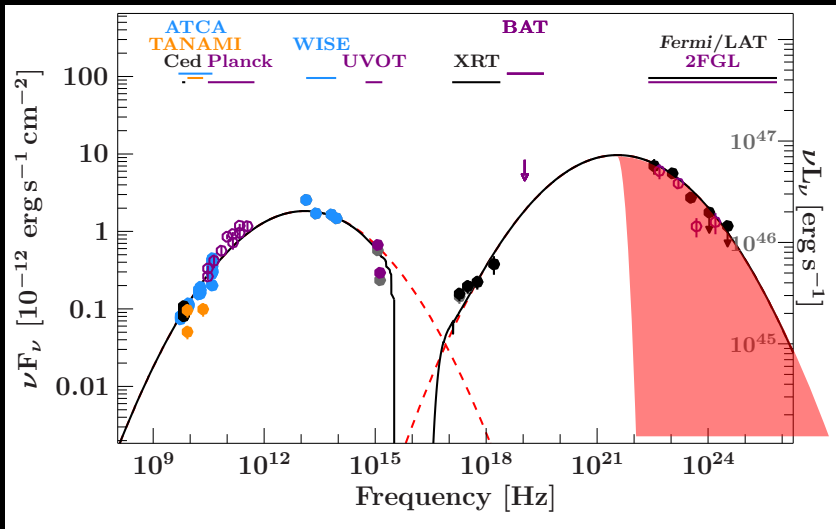 ATCA
TANAMI WISE BAT Fermi/LAT
Ced Planck UVOT XRT 2FGL
100
10
1
0.1
0.01
νF_ν [10^−12 erg s^−1 cm^−2]
10^47
10^46
10^45
νL_ν [erg s^−1]
10^9 10^12 10^15 10^18 10^21 10^24
Frequency [Hz]